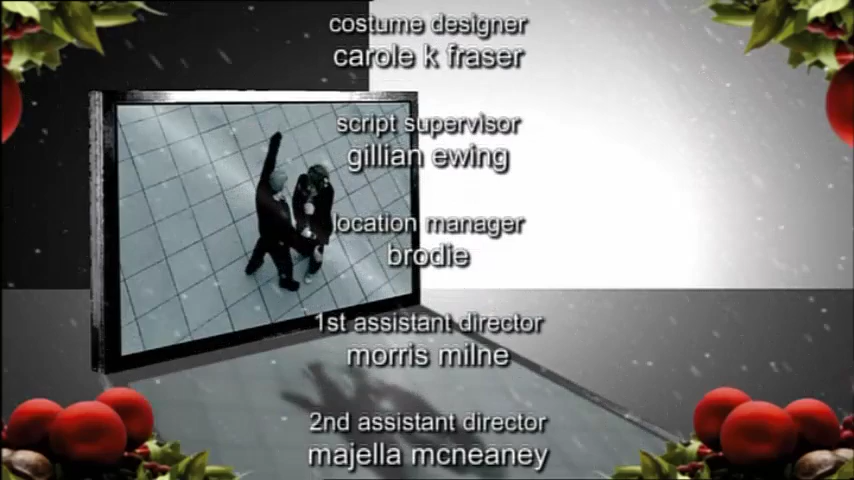 costume designer
carole k fraser
script supervisor
gillian ewing
location manager
brodie
1st assistant director
morris milne
2nd assistant director
majella mcneaney